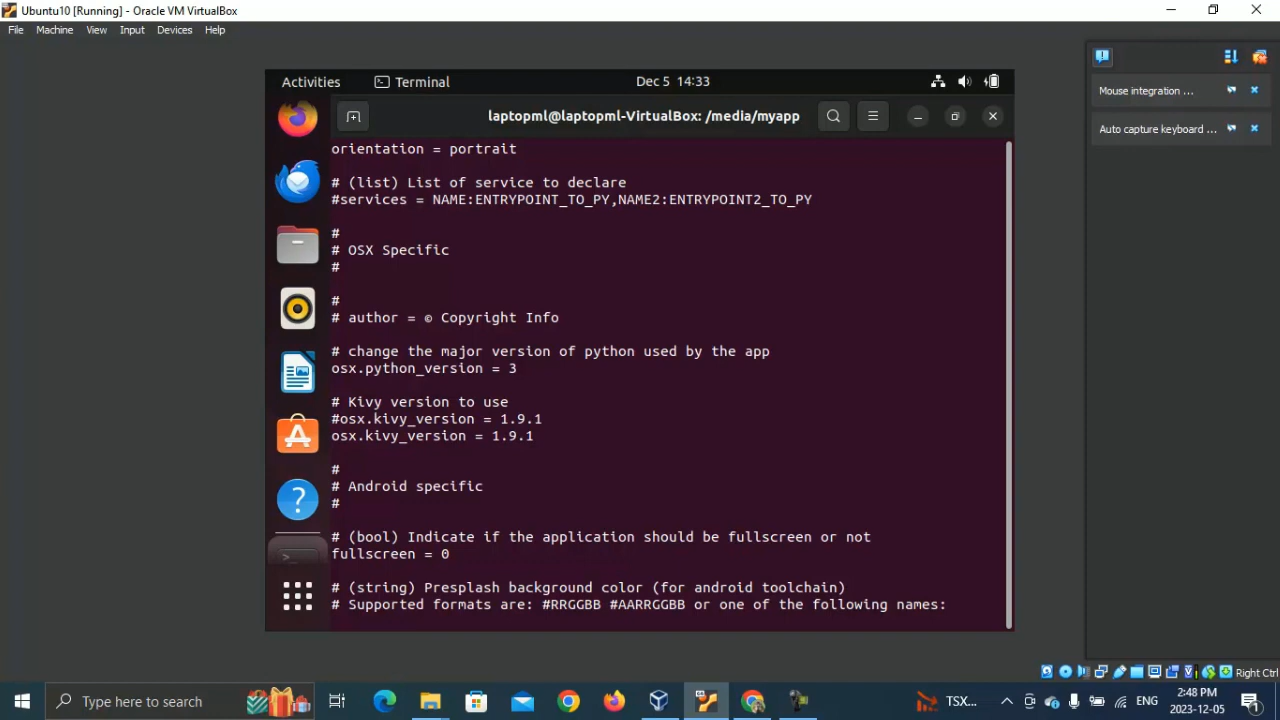 Ubuntu10 [Running] - Oracle VM VirtualBox
File Machine View Input Devices Help
Activities Terminal Dec 5 14:33
laptopml@laptopml-VirtualBox: /media/myapp
Mouse integration ...
Auto capture keyboard ...
orientation = portrait
# (list) List of service to declare
#services = NAME:ENTRYPOINT_TO_PY,NAME2:ENTRYPOINT2_TO_PY
#
# OSX Specific
#
#
# author = © Copyright Info
# change the major version of python used by the app
osx.python_version = 3
# Kivy version to use
#osx.kivy_version = 1.9.1
osx.kivy_version = 1.9.1
#
# Android specific
#
# (bool) Indicate if the application should be fullscreen or not
fullscreen = 0
# (string) Presplash background color (for android toolchain)
# Supported formats are: #RRGGBB #AARRGGBB or one of the following names:
Right Ctrl
Type here to search
TSX...
ENG
2:48 PM
2023-12-05
1